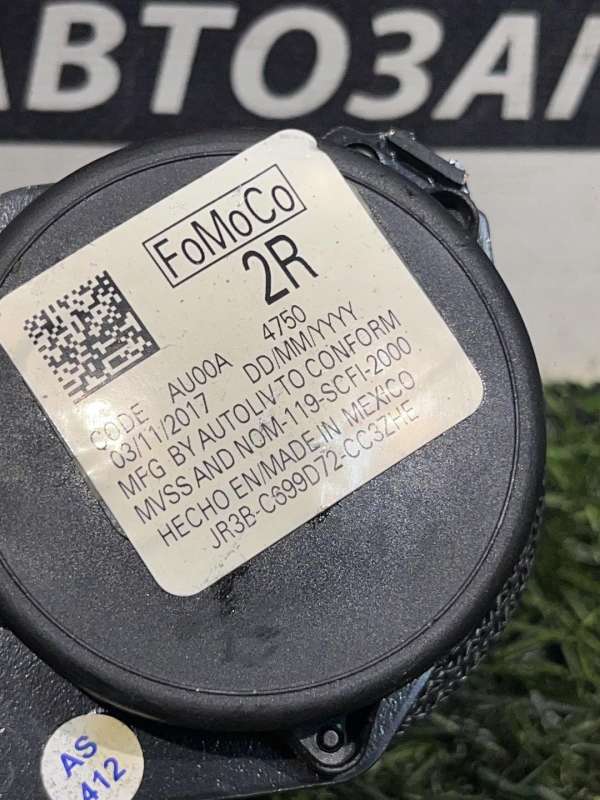 АВТОЗАП
FoMoCo
2R
CODE AU00A 4750
03/11/2017 DD/MM/YYYY
MFG BY AUTOLIV-TO CONFORM
MVSS AND NOM-119-SCFI-2000
HECHO EN/MADE IN MEXICO
JR3B-C699D72-CC3ZHE
AS
412